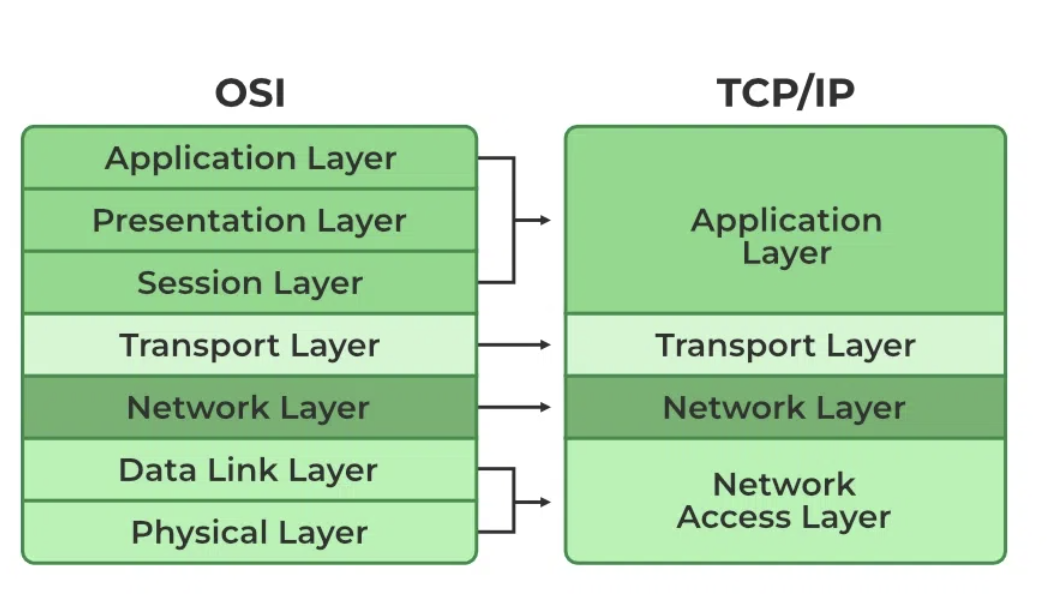 OSI
Application Layer
Presentation Layer
Session Layer
Transport Layer
Network Layer
Data Link Layer
Physical Layer
TCP/IP
Application
Layer
Transport Layer
Network Layer
Network
Access Layer